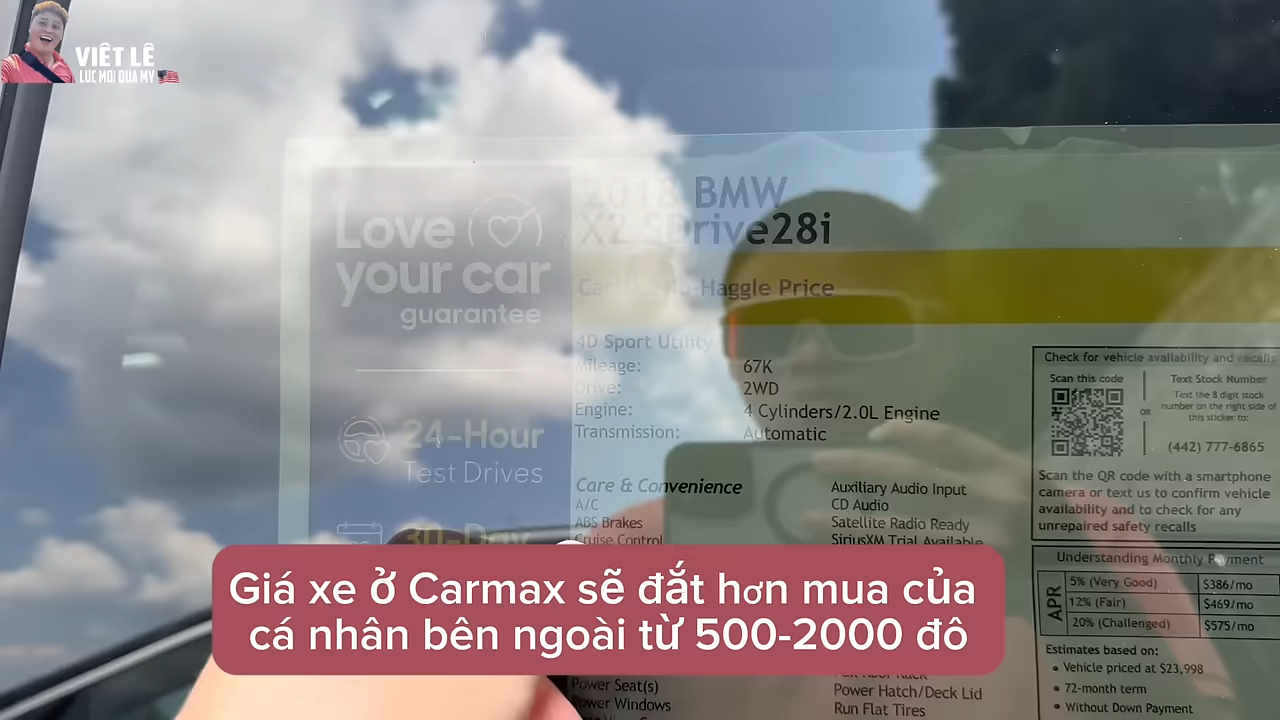 VIỆT LÊ
LUC MOI QUA MY
2018 BMW
X2 SDrive28i
Love
your car
guarantee
Haggle Price
4D Sport Utility
Mileage: 67K
Drive: 2WD
Engine: 4 Cylinders/2.0L Engine
Transmission: Automatic
24-Hour
Test Drives
30-Day
Care & Convenience
A/C
ABS Brakes
Cruise Control
Auxiliary Audio Input
CD Audio
Satellite Radio Ready
SiriusXM Trial Available
Check for vehicle availability and recalls
Scan this code
OR
Text Stock Number
Text the 8 digit stock
number on the right side of
this sticker to:
(442) 777-6865
Scan the QR code with a smartphone
camera or text us to confirm vehicle
availability and to check for any
unrepaired safety recalls
Understanding Monthly Payment
APR
5% (Very Good) $386/mo
12% (Fair) $469/mo
20% (Challenged) $575/mo
Estimates based on:
• Vehicle priced at $23,998
• 72-month term
• Without Down Payment
Giá xe ở Carmax sẽ đắt hơn mua của
cá nhân bên ngoài từ 500-2000 đô
Power Seat(s)
Power Windows
Power Hatch/Deck Lid
Run Flat Tires